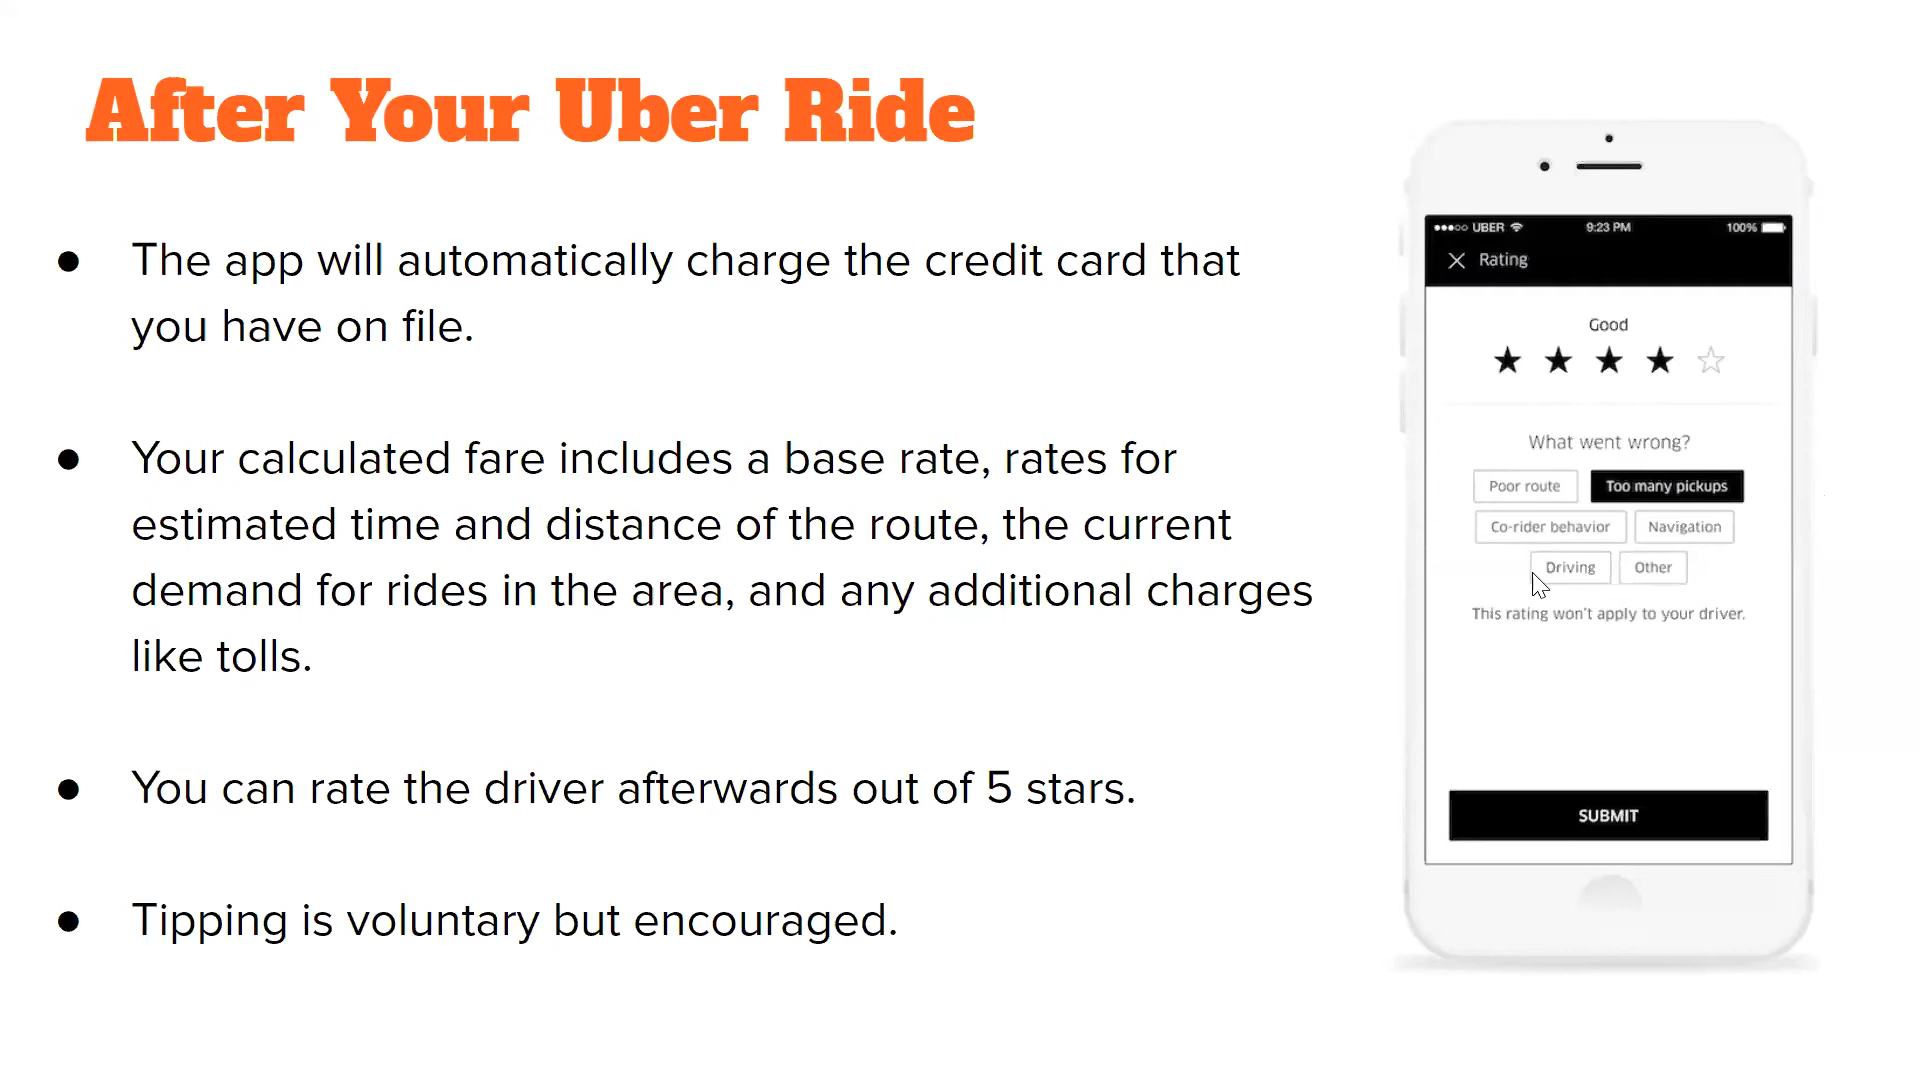 After Your Uber Ride
● The app will automatically charge the credit card that
you have on file.
● Your calculated fare includes a base rate, rates for
estimated time and distance of the route, the current
demand for rides in the area, and any additional charges
like tolls.
● You can rate the driver afterwards out of 5 stars.
● Tipping is voluntary but encouraged.
UBER 9:23 PM 100%
Rating
Good
What went wrong?
Poor route Too many pickups
Co-rider behavior Navigation
Driving Other
This rating won't apply to your driver.
SUBMIT